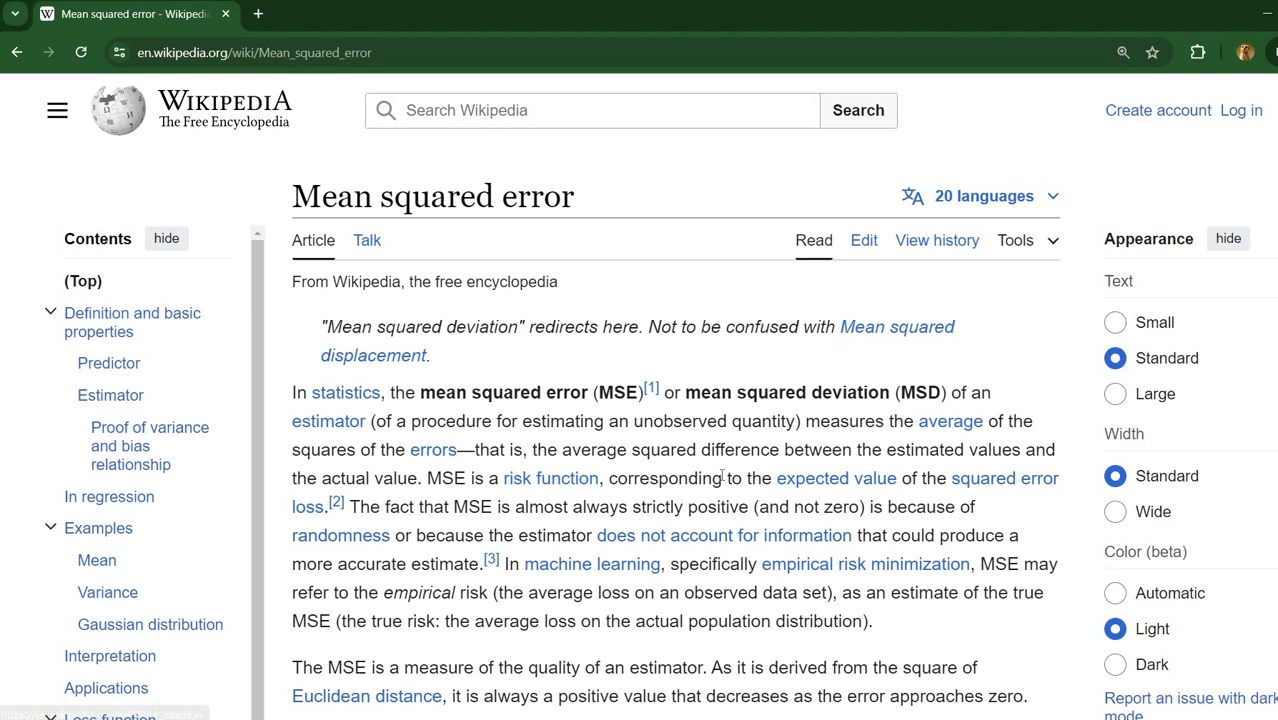 Mean squared error - Wikipedi
en.wikipedia.org/wiki/Mean_squared_error
WIKIPEDIA
The Free Encyclopedia
Search Wikipedia
Search
Create account Log in
Mean squared error
20 languages
Contents hide
Article Talk
Read Edit View history Tools
Appearance hide
(Top)
Definition and basic
properties
Predictor
Estimator
Proof of variance
and bias
relationship
In regression
Examples
Mean
Variance
Gaussian distribution
Interpretation
Applications
Loss function
From Wikipedia, the free encyclopedia
"Mean squared deviation" redirects here. Not to be confused with Mean squared
displacement.
In statistics, the mean squared error (MSE)[1] or mean squared deviation (MSD) of an
estimator (of a procedure for estimating an unobserved quantity) measures the average of the
squares of the errors—that is, the average squared difference between the estimated values and
the actual value. MSE is a risk function, corresponding to the expected value of the squared error
loss.[2] The fact that MSE is almost always strictly positive (and not zero) is because of
randomness or because the estimator does not account for information that could produce a
more accurate estimate.[3] In machine learning, specifically empirical risk minimization, MSE may
refer to the empirical risk (the average loss on an observed data set), as an estimate of the true
MSE (the true risk: the average loss on the actual population distribution).
The MSE is a measure of the quality of an estimator. As it is derived from the square of
Euclidean distance, it is always a positive value that decreases as the error approaches zero.
Text
Small
Standard
Large
Width
Standard
Wide
Color (beta)
Automatic
Light
Dark
Report an issue with dark
mode